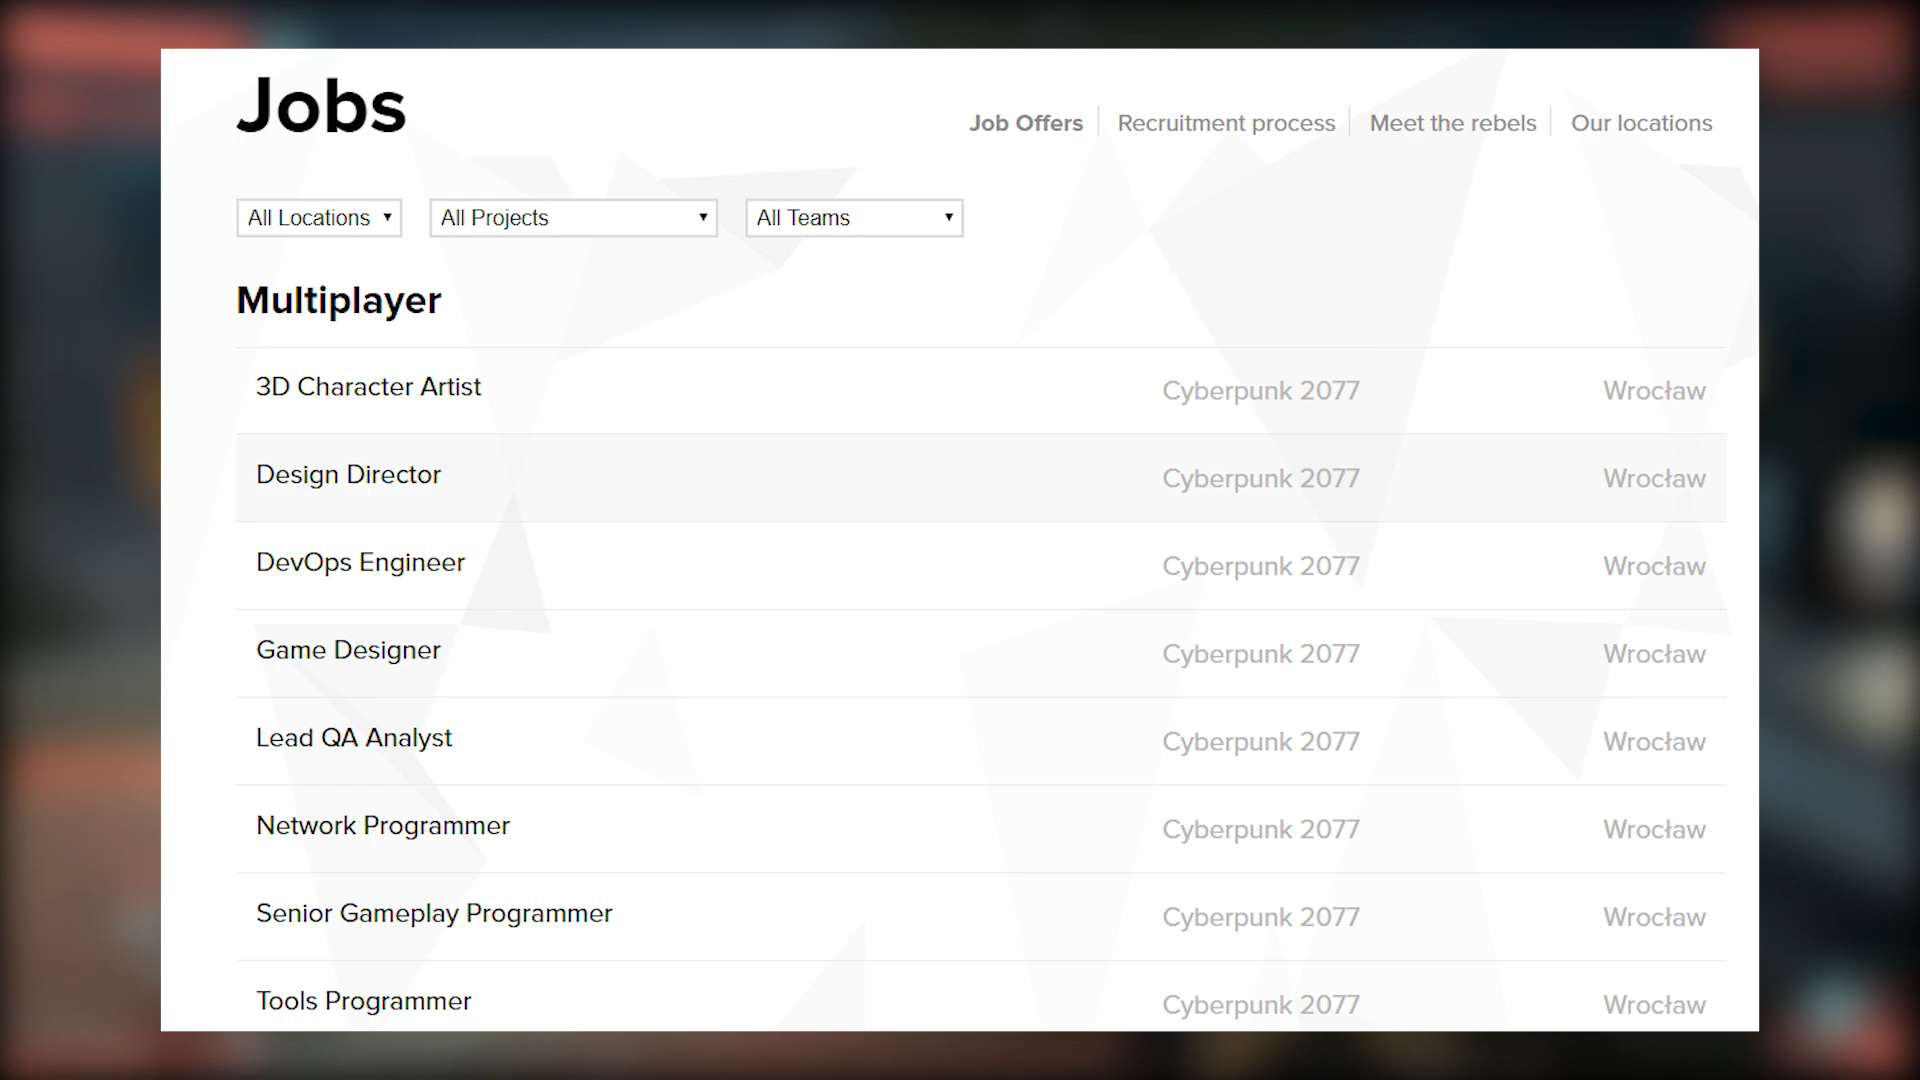 Jobs
Job Offers Recruitment process Meet the rebels Our locations
All Locations All Projects All Teams
Multiplayer
3D Character Artist Cyberpunk 2077 Wrocław
Design Director Cyberpunk 2077 Wrocław
DevOps Engineer Cyberpunk 2077 Wrocław
Game Designer Cyberpunk 2077 Wrocław
Lead QA Analyst Cyberpunk 2077 Wrocław
Network Programmer Cyberpunk 2077 Wrocław
Senior Gameplay Programmer Cyberpunk 2077 Wrocław
Tools Programmer Cyberpunk 2077 Wrocław